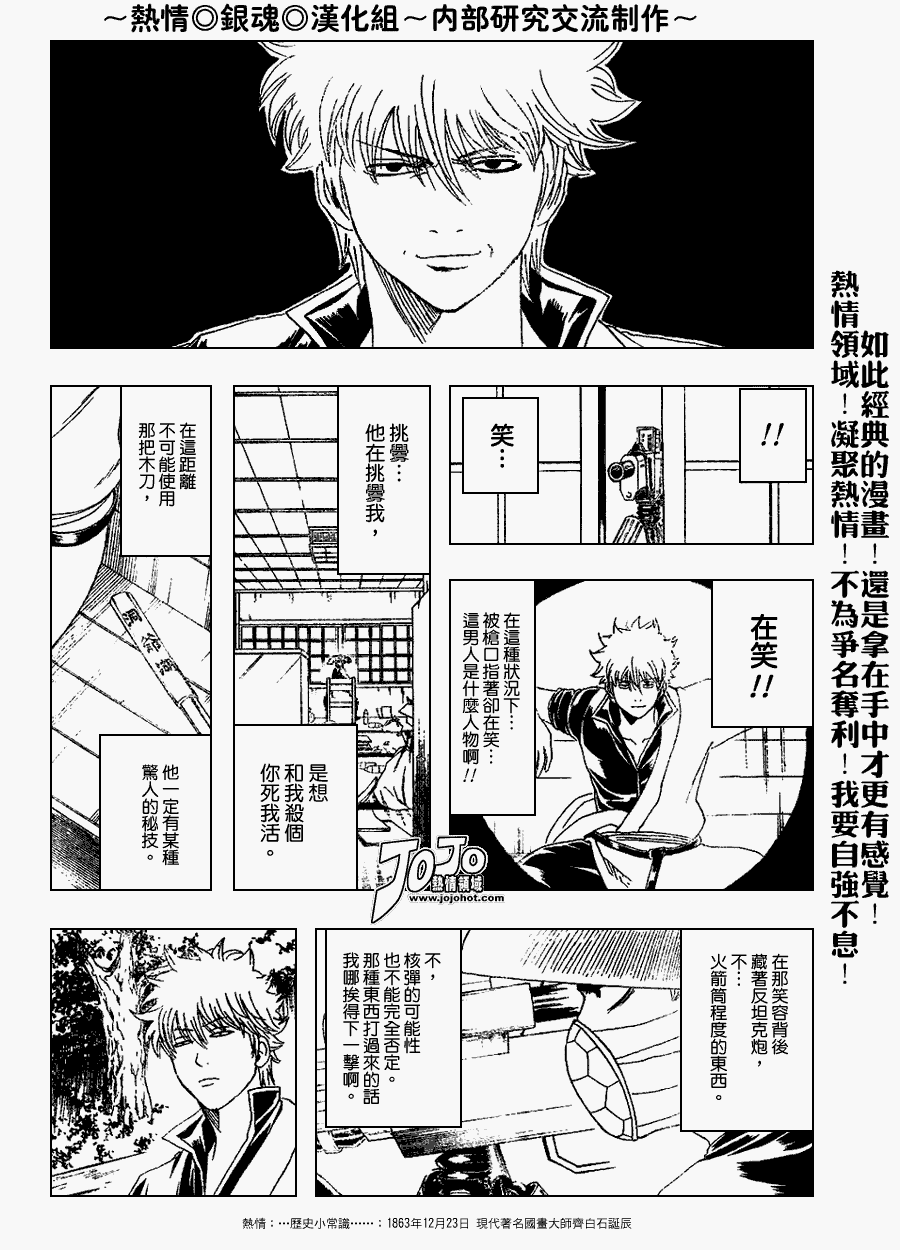 ～熱情◎銀魂◎漢化組～内部研究交流制作～
如此經典的漫畫！還是拿在手中才更有感覺！
熱情領域！凝聚熱情！不為爭名奪利！我要自強不息！
!!
笑…
在笑!!
在這種狀況下…
被槍口指著卻在笑…
這男人是什麼人物啊!!
挑釁…
他在挑釁我，
是想
和我殺個
你死我活。
在這距離
不可能使用
那把木刀，
洞爺湖
他一定有某種
驚人的秘技。
JoJo
熱情領域
www.jojohot.com
在那笑容背後
藏著反坦克炮，
不…
火箭筒程度的東西。
不，
核彈的可能性
也不能完全否定。
那種東西打過來的話
我哪挨得下一擊啊。
熱情：…歷史小常識……；1863年12月23日 現代著名國畫大師齊白石誕辰